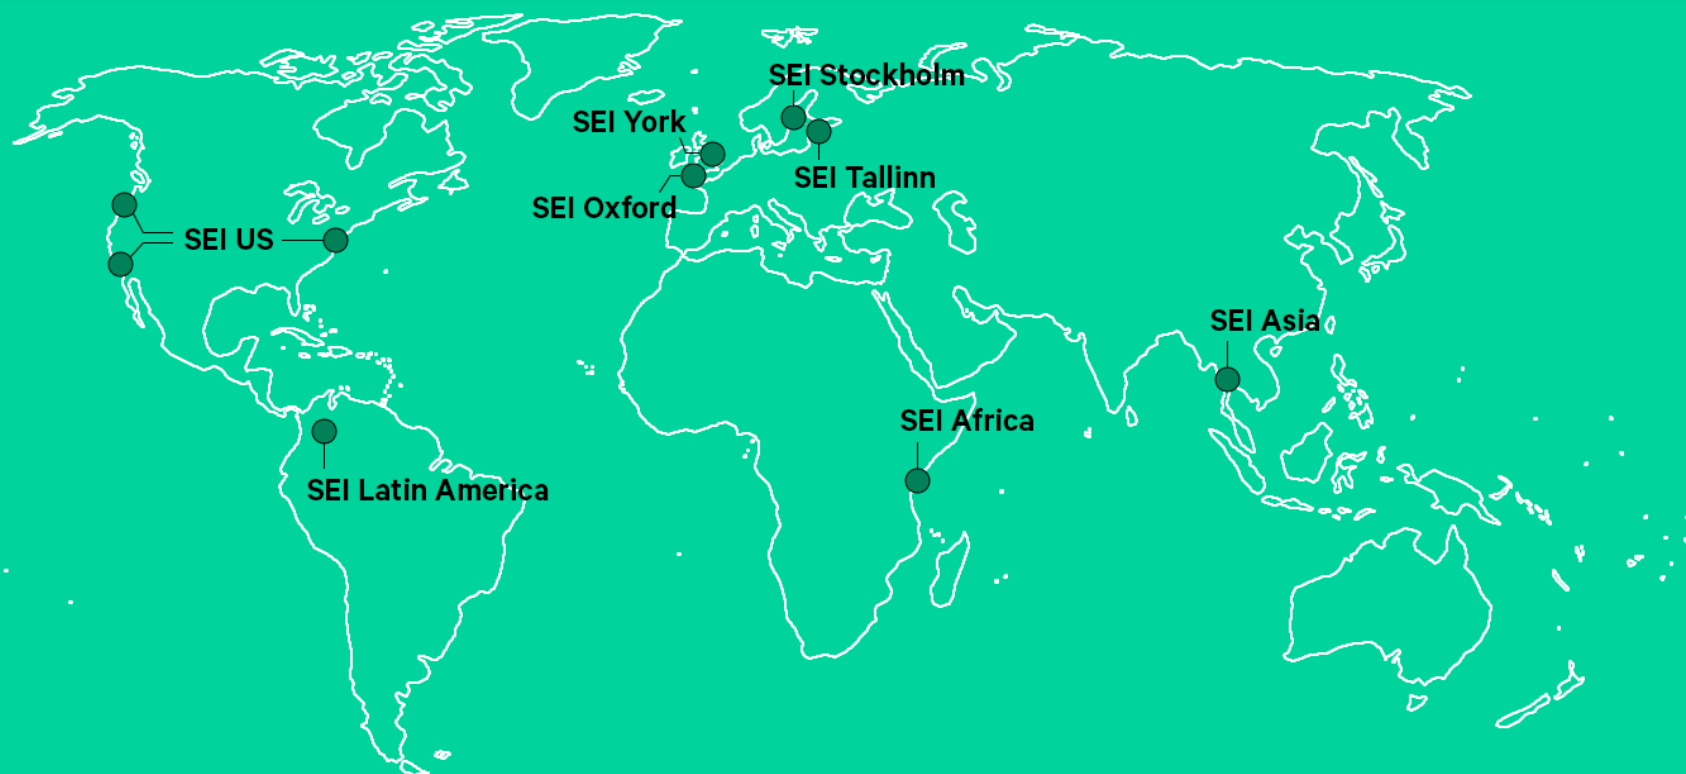 SEI Stockholm
SEI York
SEI Tallinn
SEI Oxford
SEI US
SEI Asia
SEI Africa
SEI Latin America